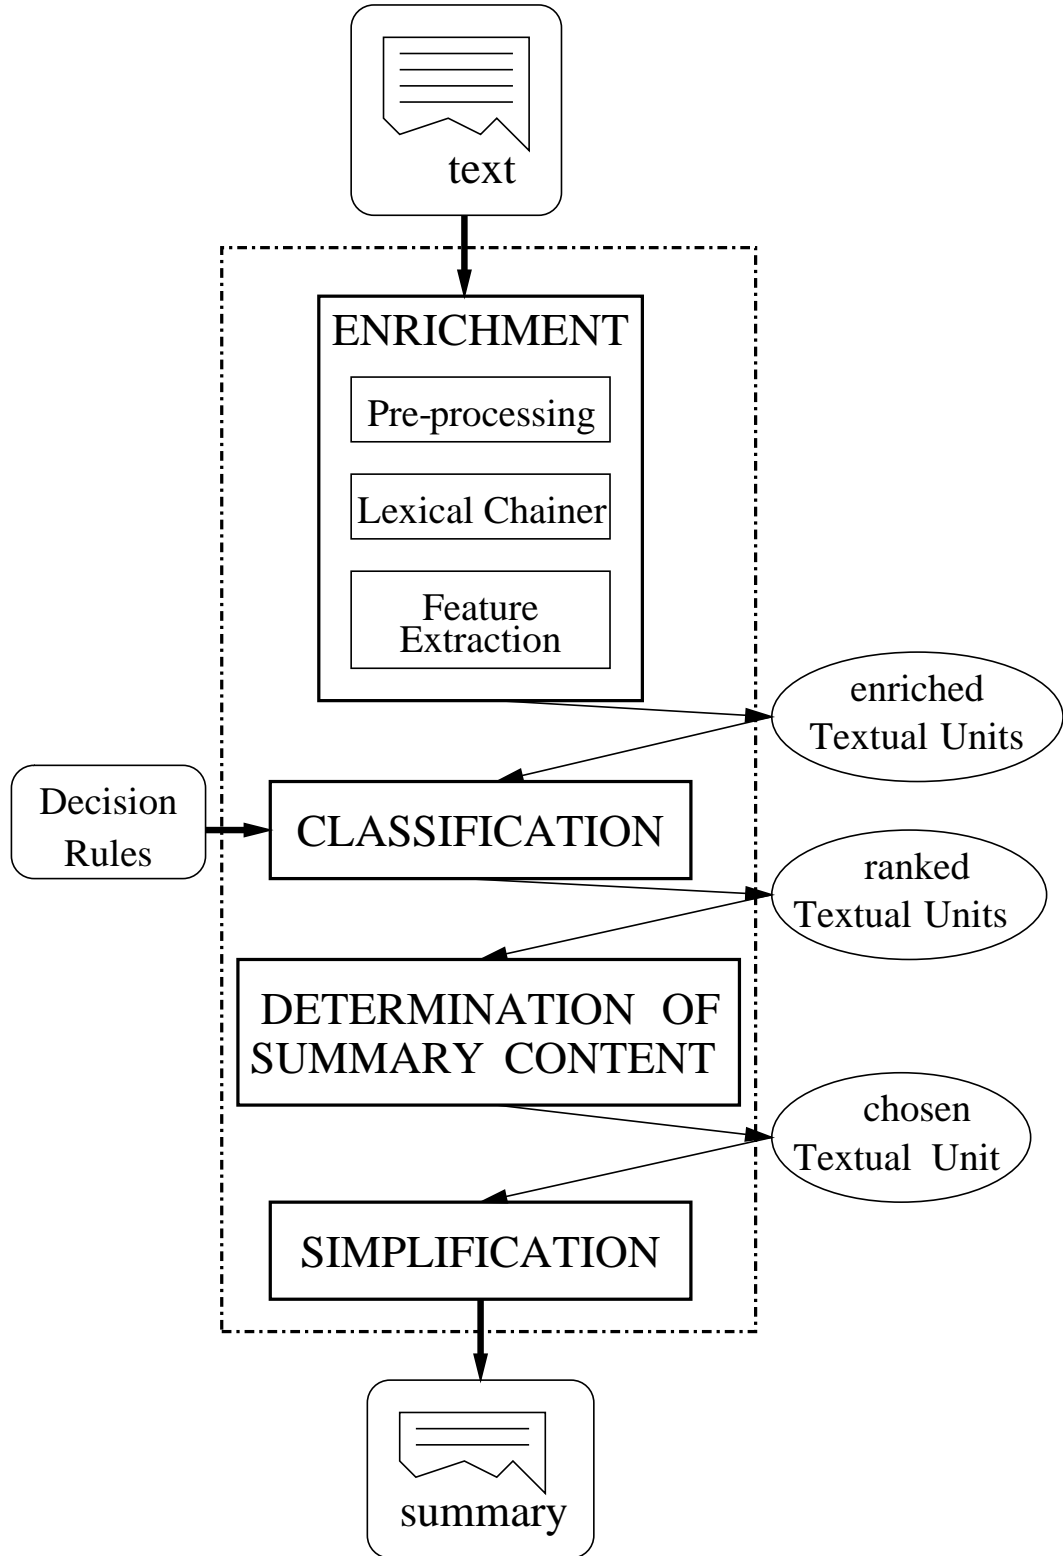 text
ENRICHMENT
Pre-processing
Lexical Chainer
Feature
Extraction
enriched
Textual Units
Decision
Rules
CLASSIFICATION
ranked
Textual Units
DETERMINATION OF
SUMMARY CONTENT
chosen
Textual Unit
SIMPLIFICATION
summary